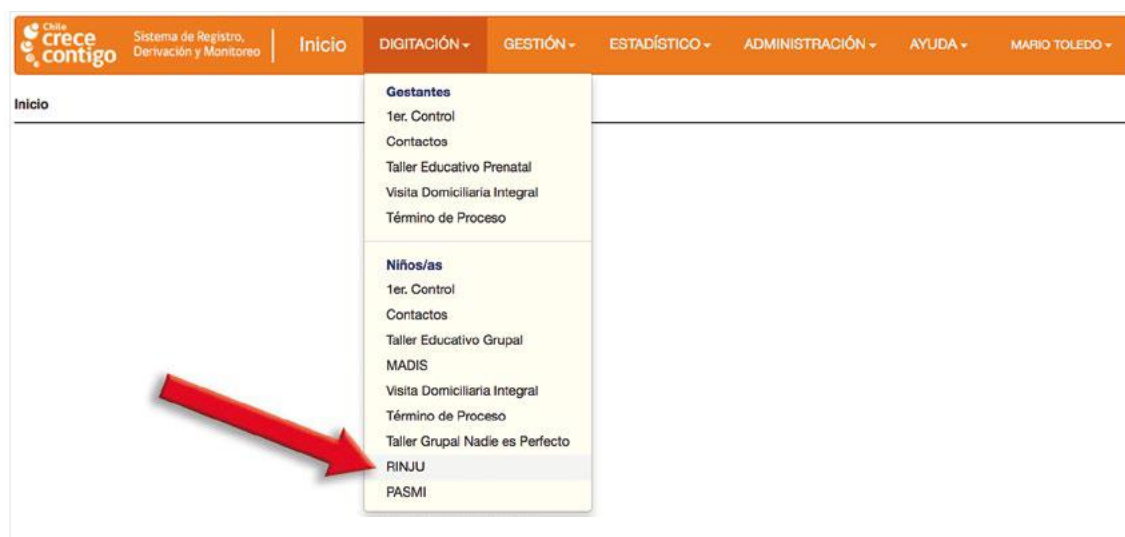 Chile
crece
contigo
Sistema de Registro,
Derivación y Monitoreo
Inicio
DIGITACIÓN
GESTIÓN
ESTADÍSTICO
ADMINISTRACIÓN
AYUDA
MARIO TOLEDO
Inicio
Gestantes
1er. Control
Contactos
Taller Educativo Prenatal
Visita Domiciliaria Integral
Término de Proceso
Niños/as
1er. Control
Contactos
Taller Educativo Grupal
MADIS
Visita Domiciliaria Integral
Término de Proceso
Taller Grupal Nadie es Perfecto
RINJU
PASMI